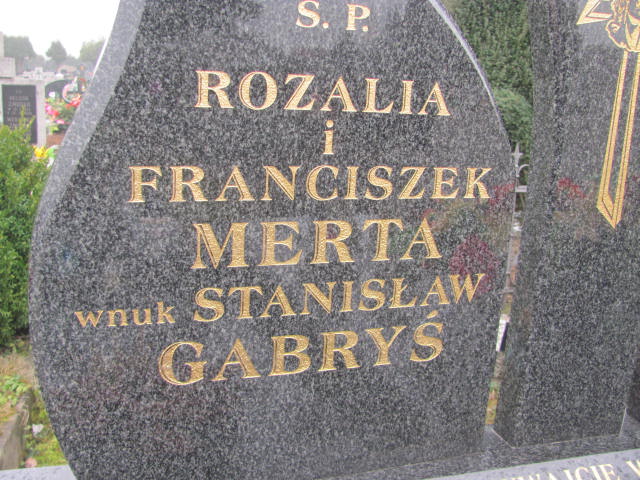 S. P.
ROZALIA
i
FRANCISZEK
MERTA
wnuk STANISŁAW
GABRYŚ